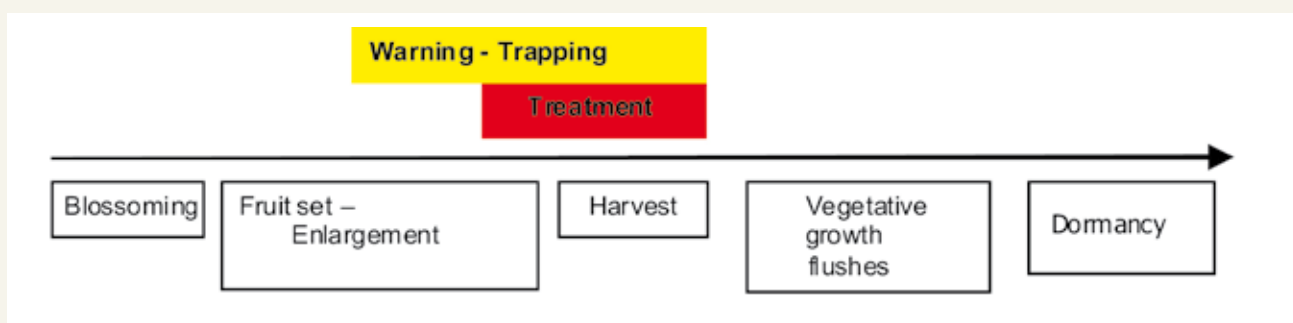 Warning - Trapping
Treatment
Blossoming
Fruit set –
Enlargement
Harvest
Vegetative
growth
flushes
Dormancy